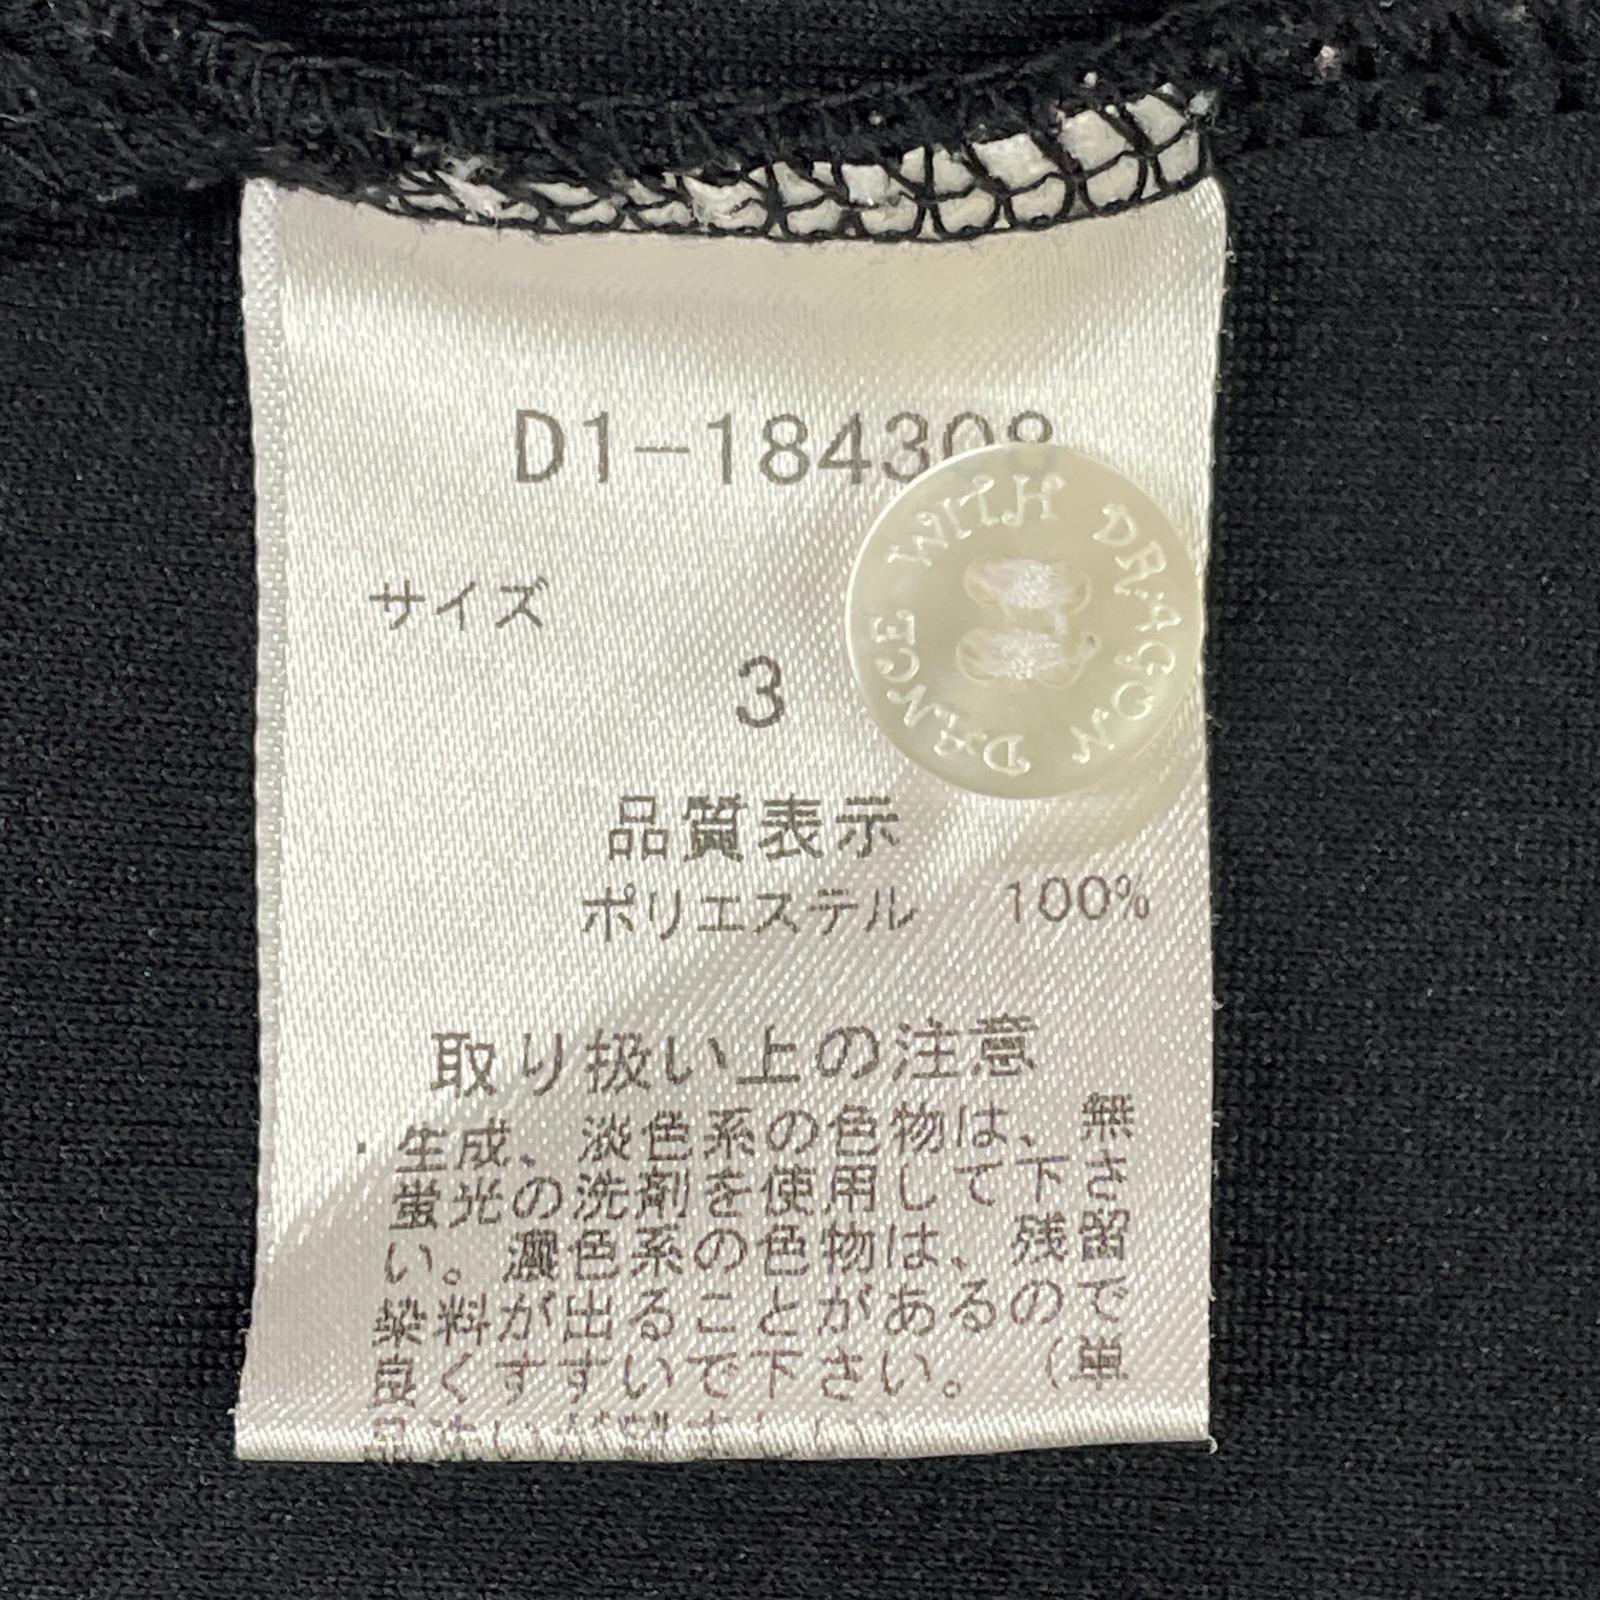 D1-184308
DANCE WITH DRAGON
サイズ
3
品質表示
ポリエステル 100%
取り扱い上の注意
・生成、淡色系の色物は、無
蛍光の洗剤を使用して下さ
い。濃色系の色物は、残留
染料が出ることがあるので
良くすすいで下さい。（単